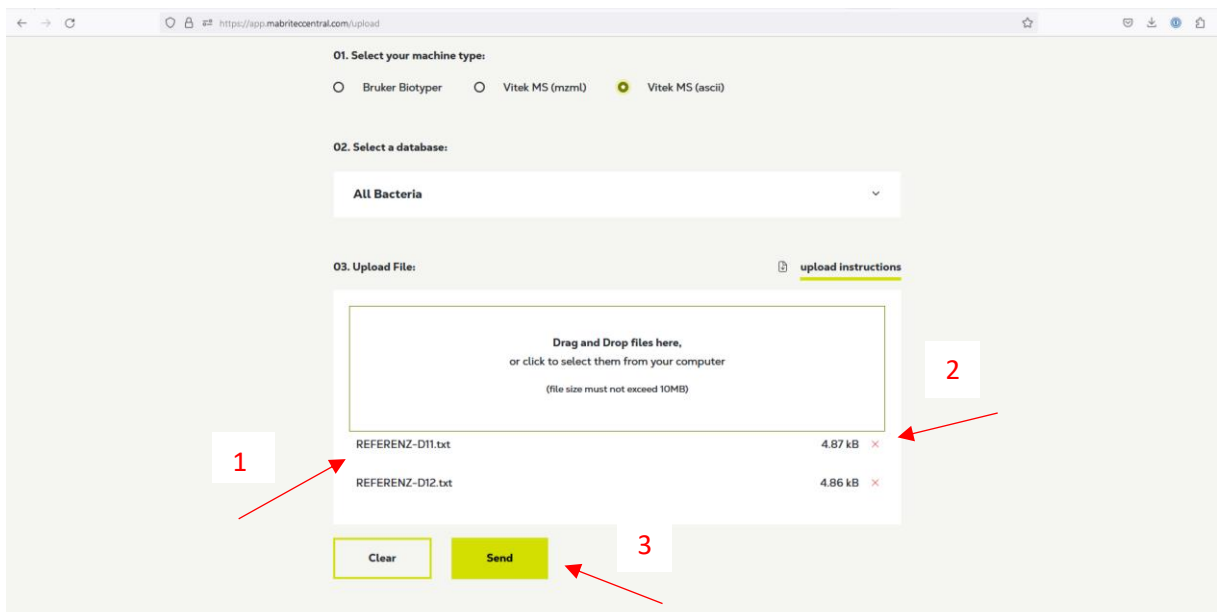 https://app.mabriteccentral.com/upload
01. Select your machine type:
Bruker Biotyper Vitek MS (mzml) Vitek MS (ascii)
02. Select a database:
All Bacteria
03. Upload File: upload instructions
Drag and Drop files here,
or click to select them from your computer
(file size must not exceed 10MB)
2
REFERENZ-D11.txt 4.87 kB ×
1
REFERENZ-D12.txt 4.86 kB ×
Clear Send 3